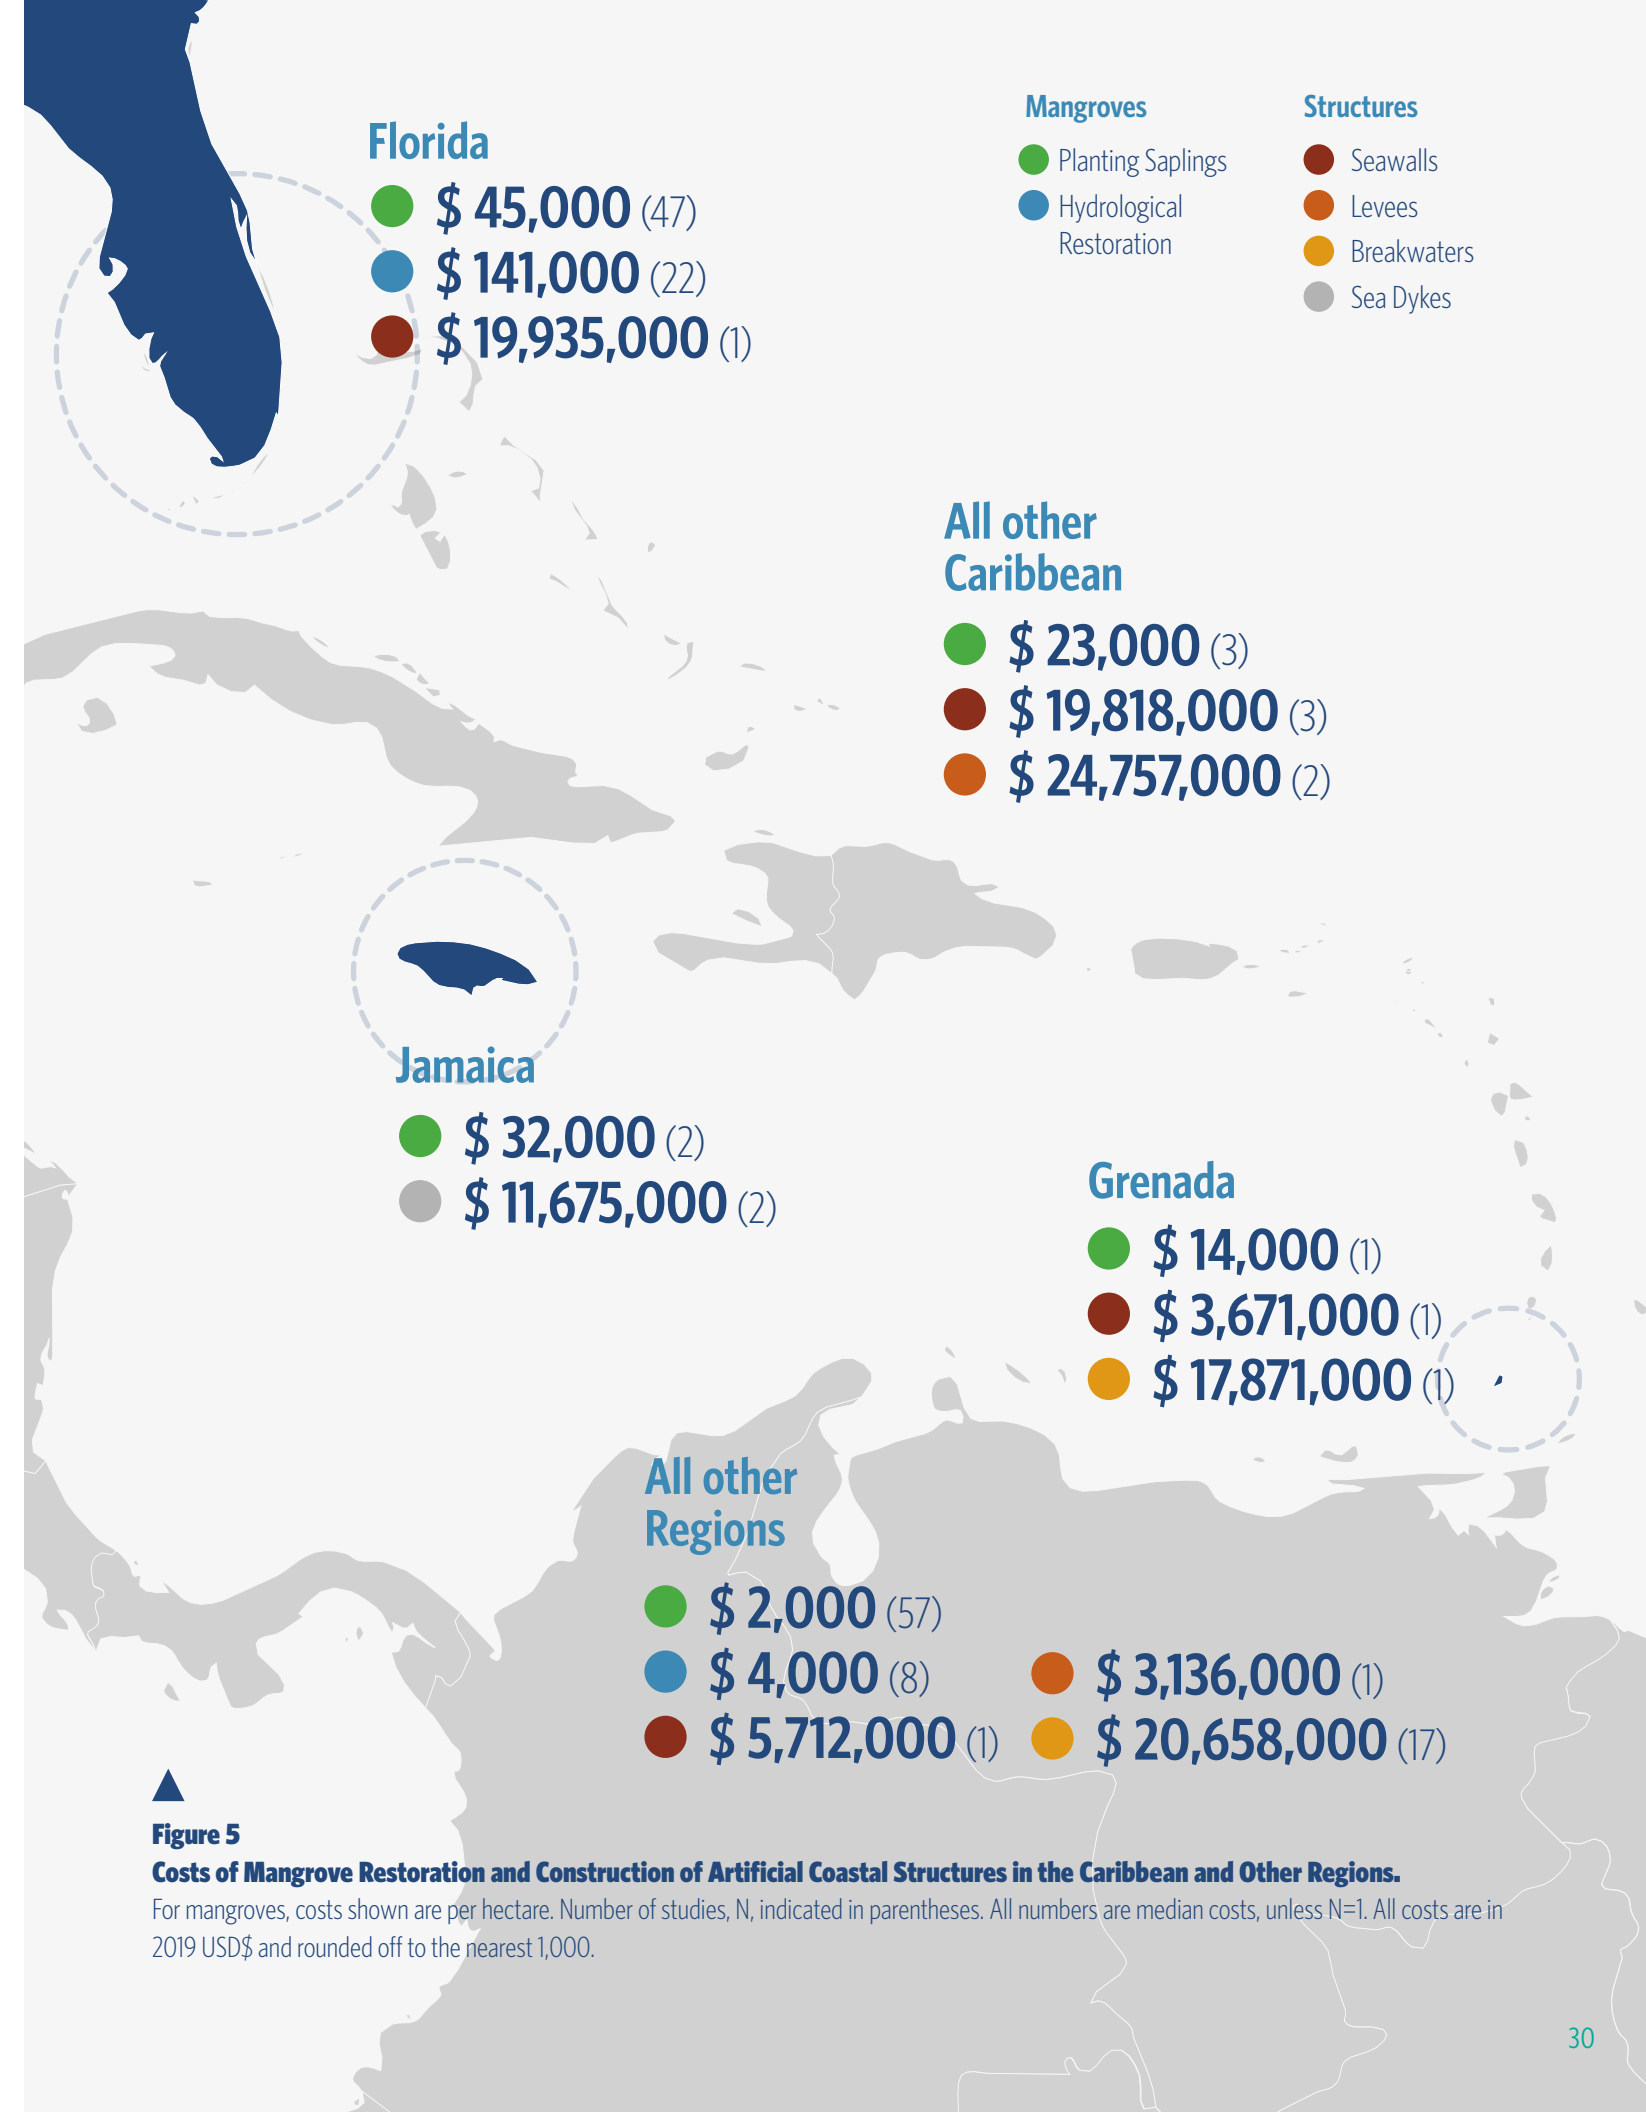 Mangroves
Planting Saplings
Hydrological
Restoration
Structures
Seawalls
Levees
Breakwaters
Sea Dykes
Florida
$ 45,000 (47)
$ 141,000 (22)
$ 19,935,000 (1)
All other
Caribbean
$ 23,000 (3)
$ 19,818,000 (3)
$ 24,757,000 (2)
Jamaica
$ 32,000 (2)
$ 11,675,000 (2)
Grenada
$ 14,000 (1)
$ 3,671,000 (1)
$ 17,871,000 (1)
All other
Regions
$ 2,000 (57)
$ 4,000 (8)
$ 5,712,000 (1)
$ 3,136,000 (1)
$ 20,658,000 (17)
Figure 5
Costs of Mangrove Restoration and Construction of Artificial Coastal Structures in the Caribbean and Other Regions.
For mangroves, costs shown are per hectare. Number of studies, N, indicated in parentheses. All numbers are median costs, unless N=1. All costs are in
2019 USD$ and rounded off to the nearest 1,000.
30